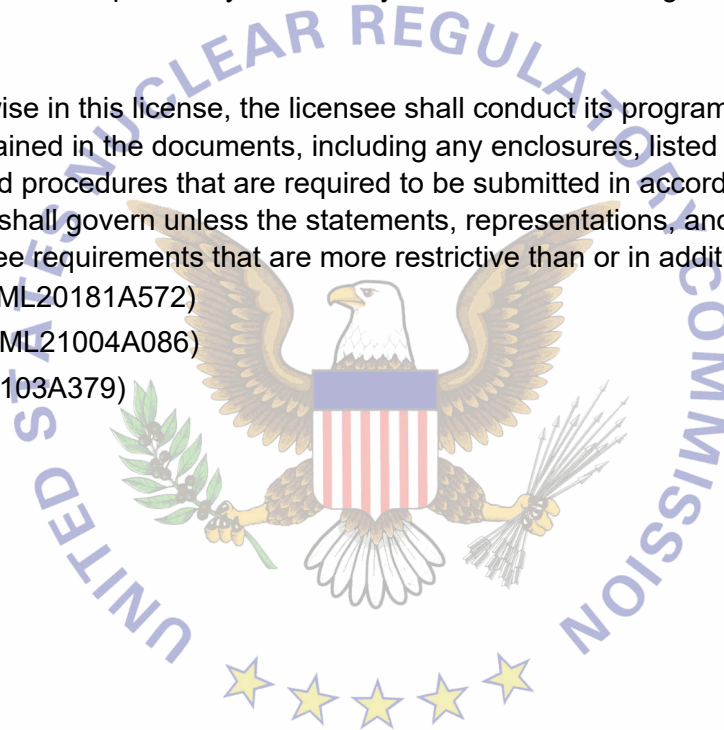 UNITED STATES NUCLEAR REGULATORY COMMISSION
wise in this license, the licensee shall conduct its program
ained in the documents, including any enclosures, listed
d procedures that are required to be submitted in accord
shall govern unless the statements, representations, and
ee requirements that are more restrictive than or in addit
ML20181A572)
ML21004A086)
103A379)